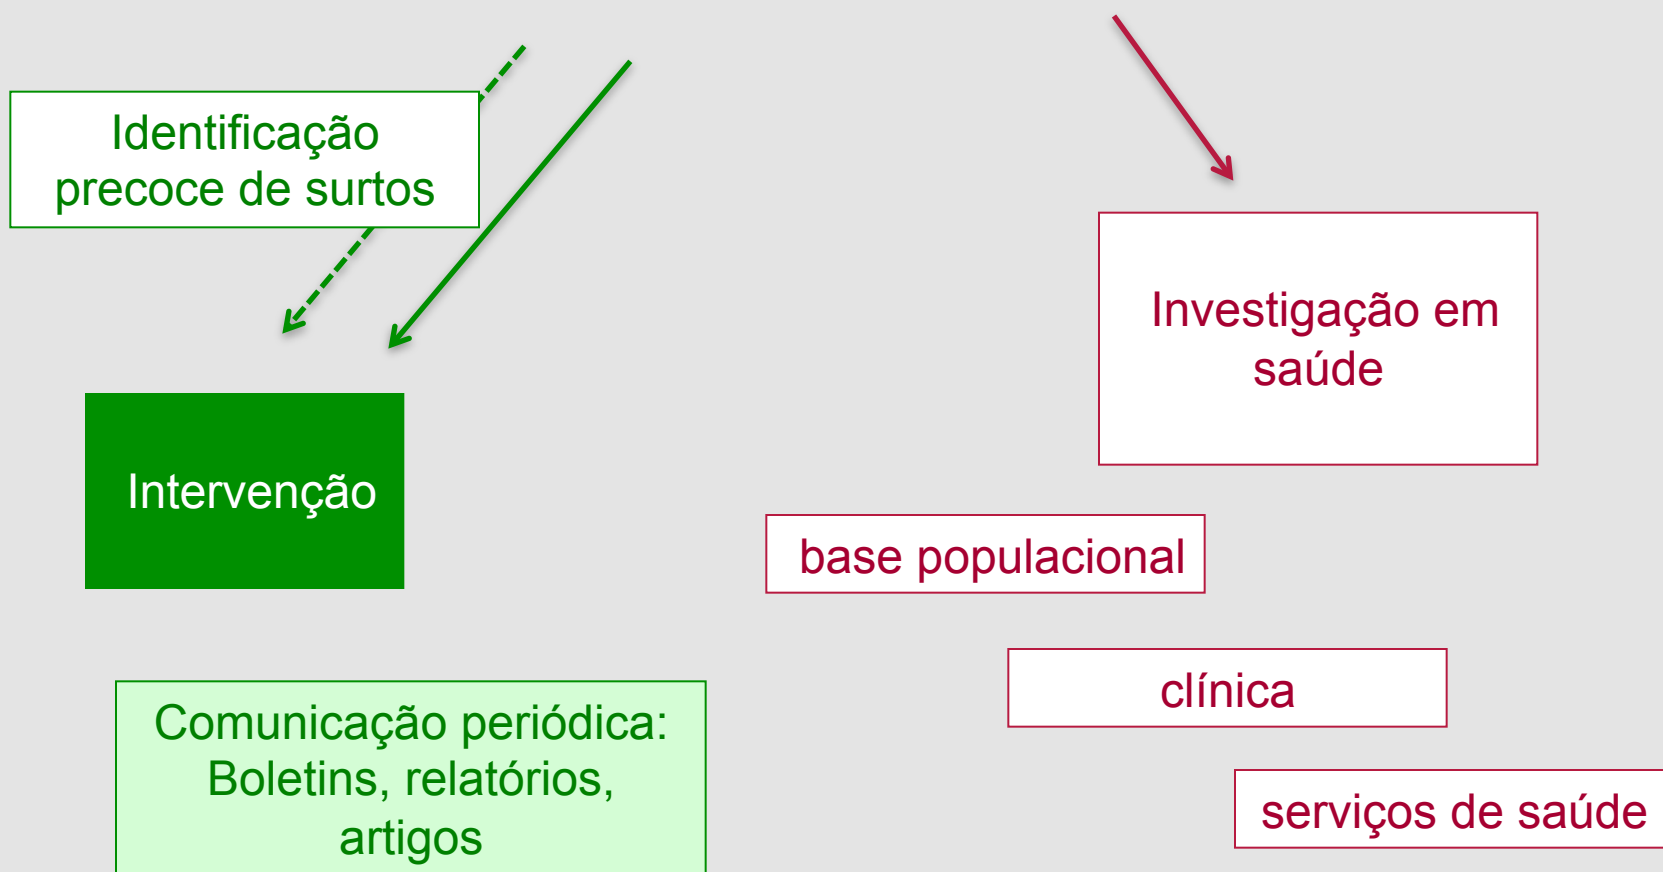 Identificação
precoce de surtos
Investigação em
saúde
Intervenção
base populacional
clínica
Comunicação periódica:
Boletins, relatórios,
artigos
serviços de saúde